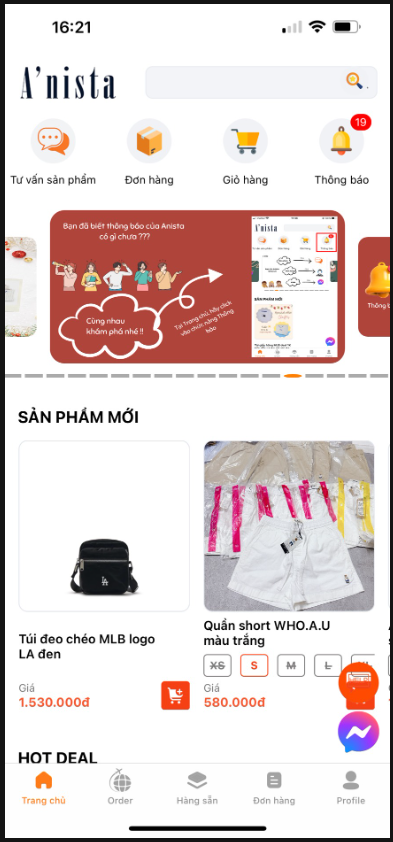 16:21
A'nista
19
Tư vấn sản phẩm
Đơn hàng
Giỏ hàng
Thông báo
Bạn đã biết thông báo của Anista
có gì chưa ???
Cùng nhau
khám phá nhé !!
Tại Trang chủ, hãy click
vào chức năng Thông
báo
A'nista
SẢN PHẨM MỚI
Thông b
SẢN PHẨM MỚI
Túi đeo chéo MLB logo
LA đen
Giá
1.530.000đ
Quần short WHO.A.U
màu trắng
XS
S
M
L
Giá
580.000đ
HOT DEAL
Trang chủ
Order
Hàng sẵn
Đơn hàng
Profile